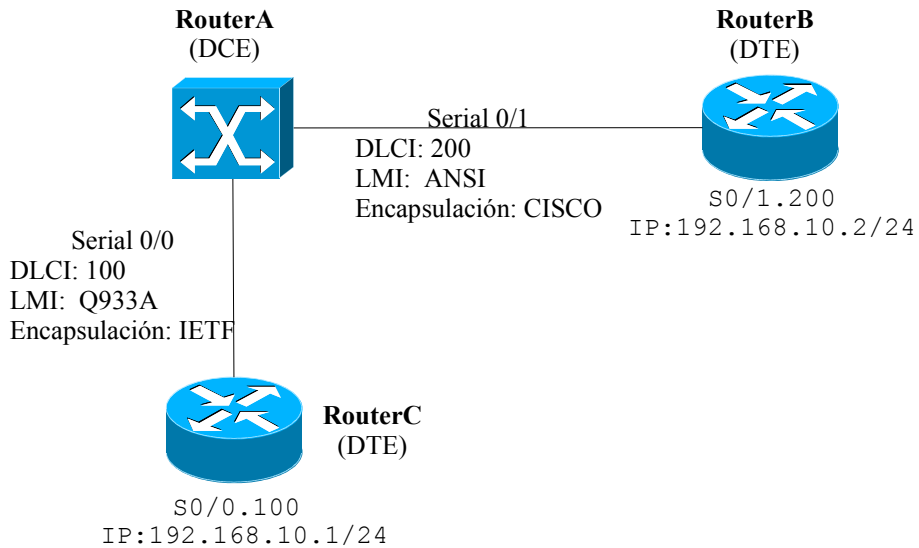 RouterA
(DCE)
RouterB
(DTE)
Serial 0/1
DLCI: 200
LMI: ANSI
Encapsulación: CISCO
S0/1.200
IP:192.168.10.2/24
Serial 0/0
DLCI: 100
LMI: Q933A
Encapsulación: IETF
RouterC
(DTE)
S0/0.100
IP:192.168.10.1/24